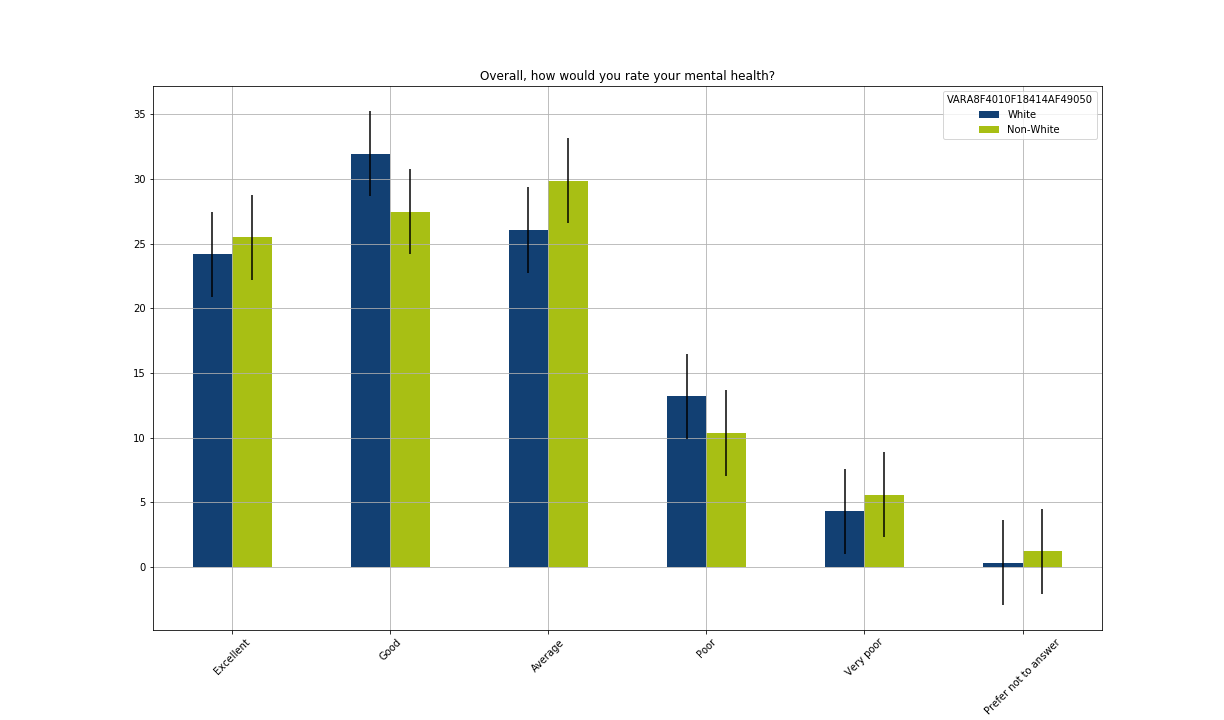 Overall, how would you rate your mental health?
VARA8F4010F18414AF49050
White
Non-White
35
30
25
20
15
10
5
0
Excellent
Good
Average
Poor
Very poor
Prefer not to answer